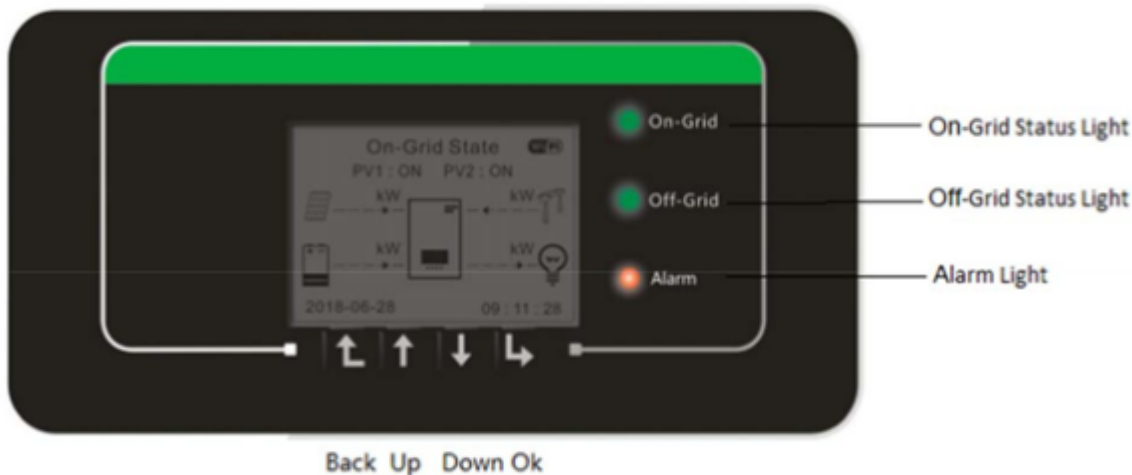 On-Grid State WiFi
PV1 : ON PV2 : ON
kW kW
kW kW
2018-06-28 09 : 11 : 28
On-Grid
Off-Grid
Alarm
On-Grid Status Light
Off-Grid Status Light
Alarm Light
Back Up Down Ok